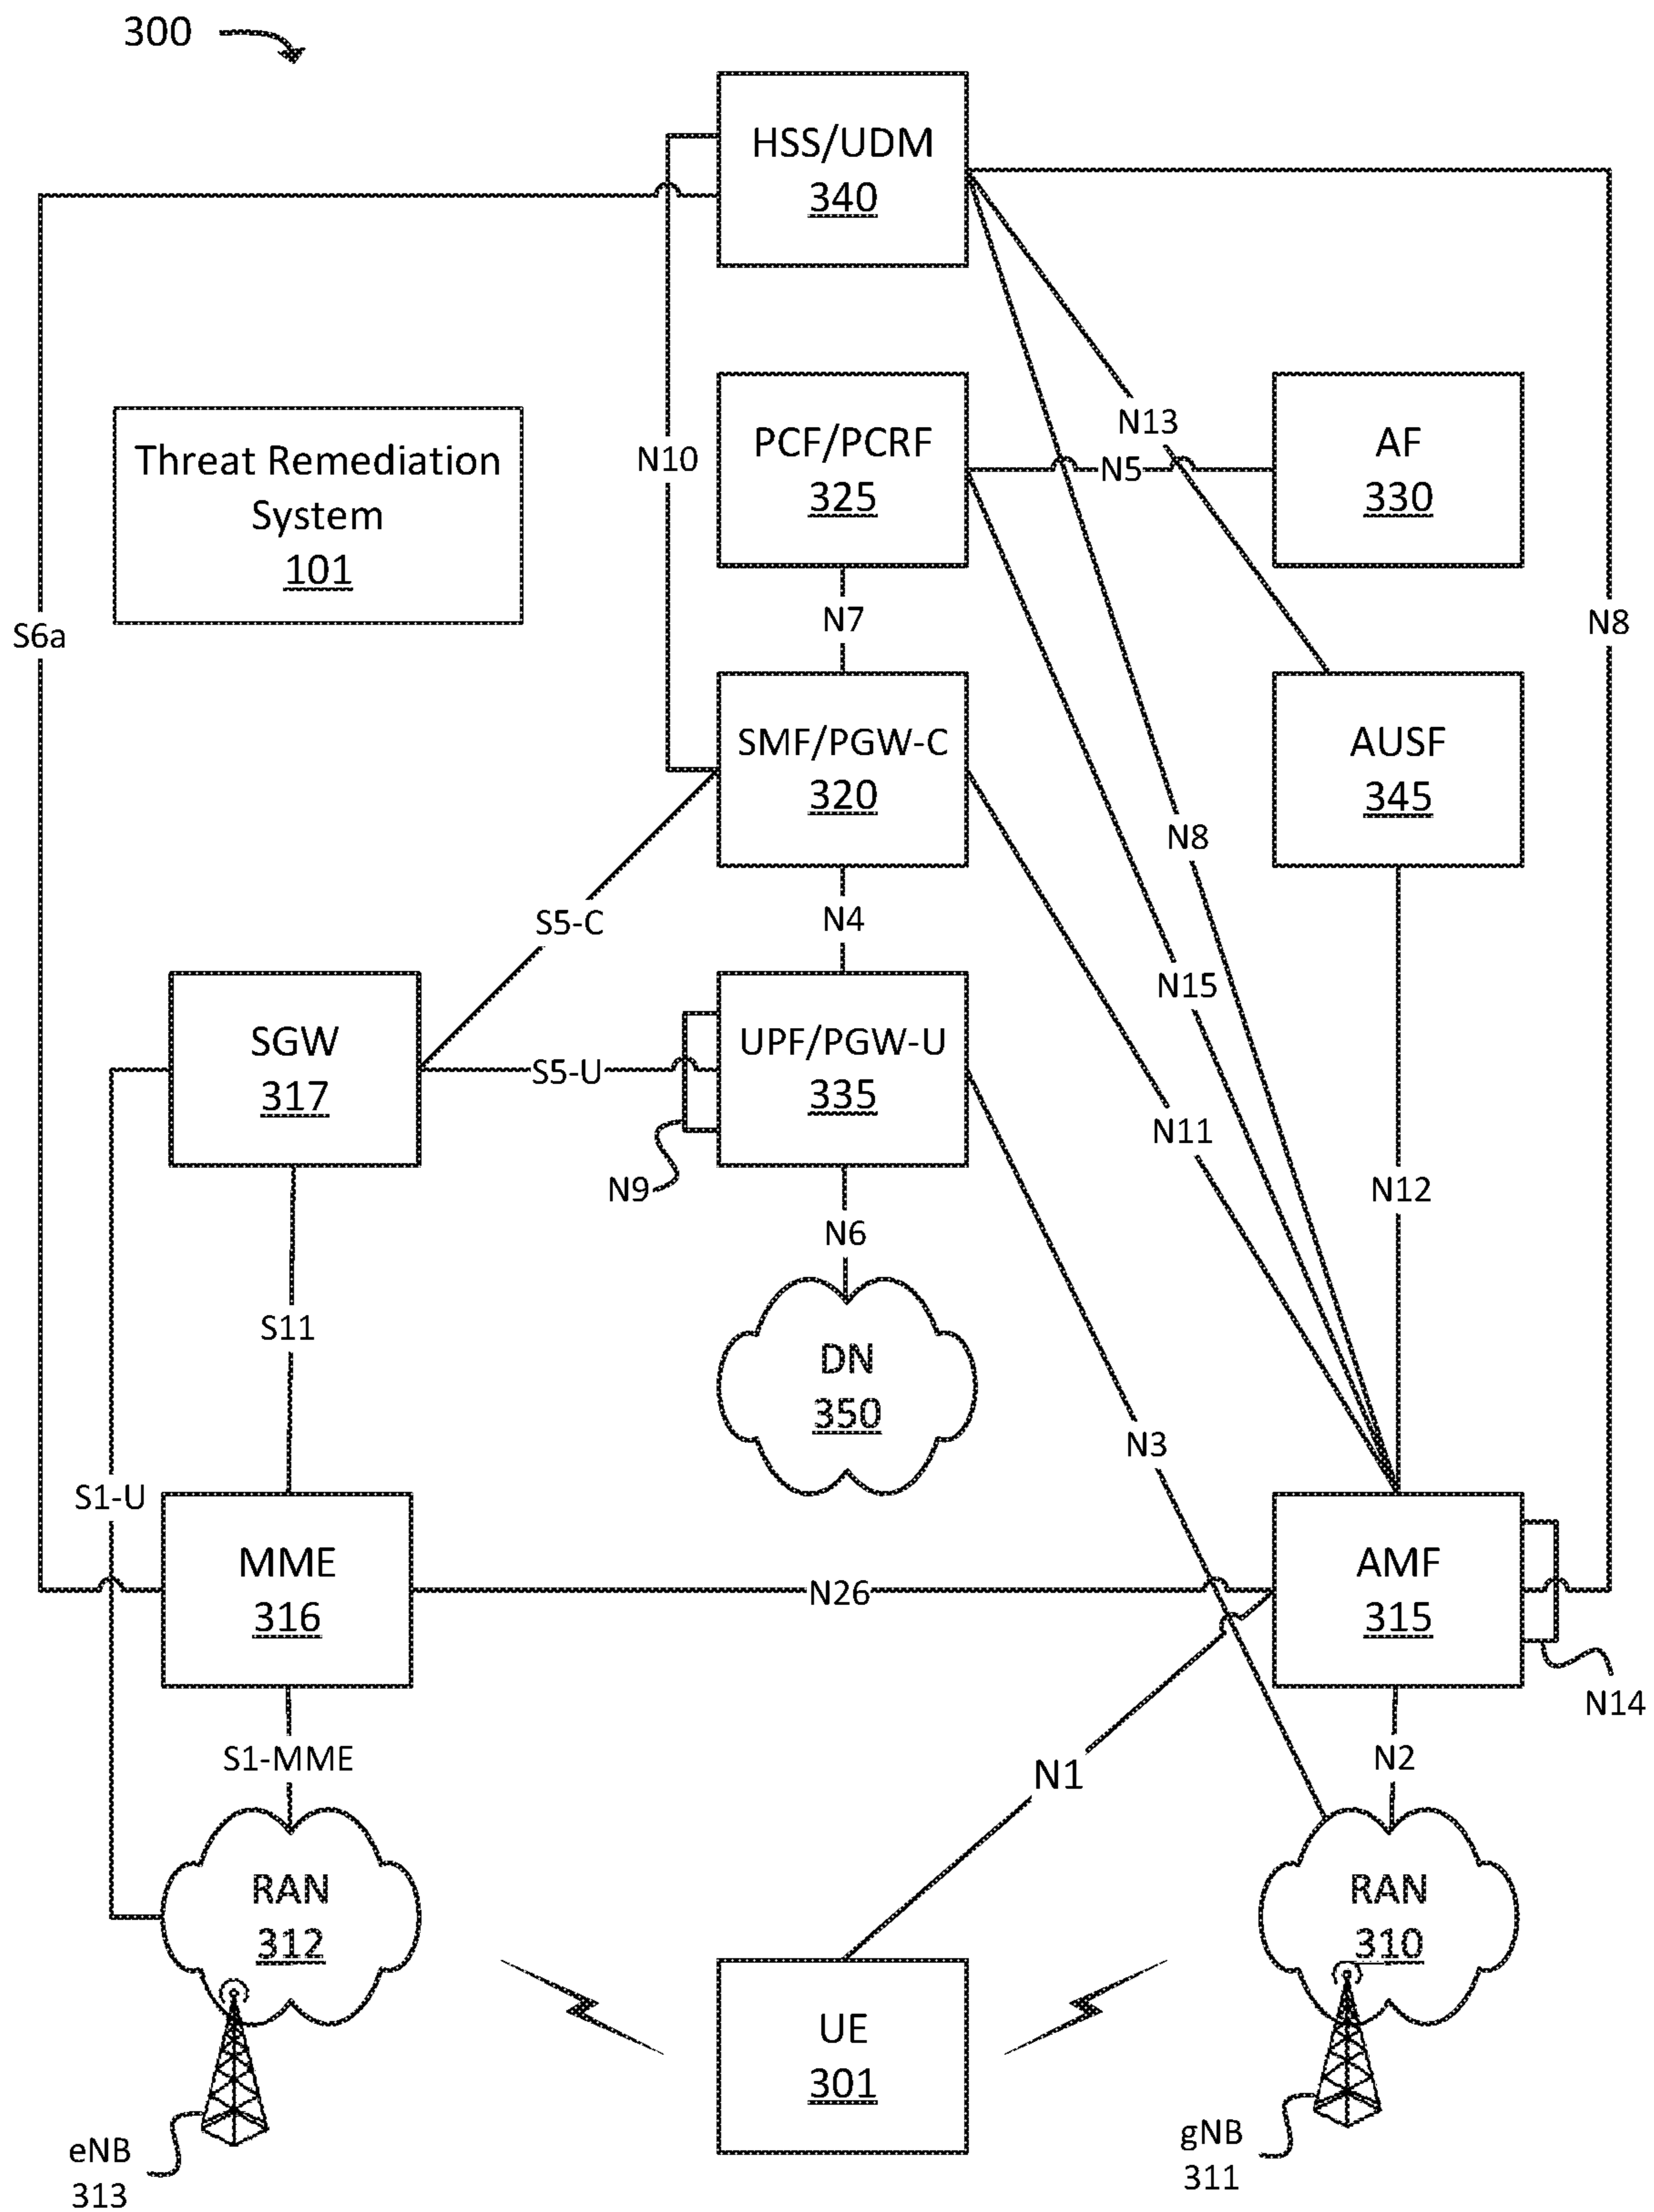 300
HSS/UDM
340
Threat Remediation
System
101
N10
PCF/PCRF
325
N13
N5
AF
330
S6a
N7
N8
SMF/PGW-C
320
N8
AUSF
345
S5-C
N4
N15
SGW
317
S5-U
UPF/PGW-U
335
N11
N9
N12
N6
S11
DN
350
N3
S1-U
MME
316
N26
AMF
315
N14
S1-MME
N1
N2
RAN
312
RAN
310
UE
301
eNB
313
gNB
311